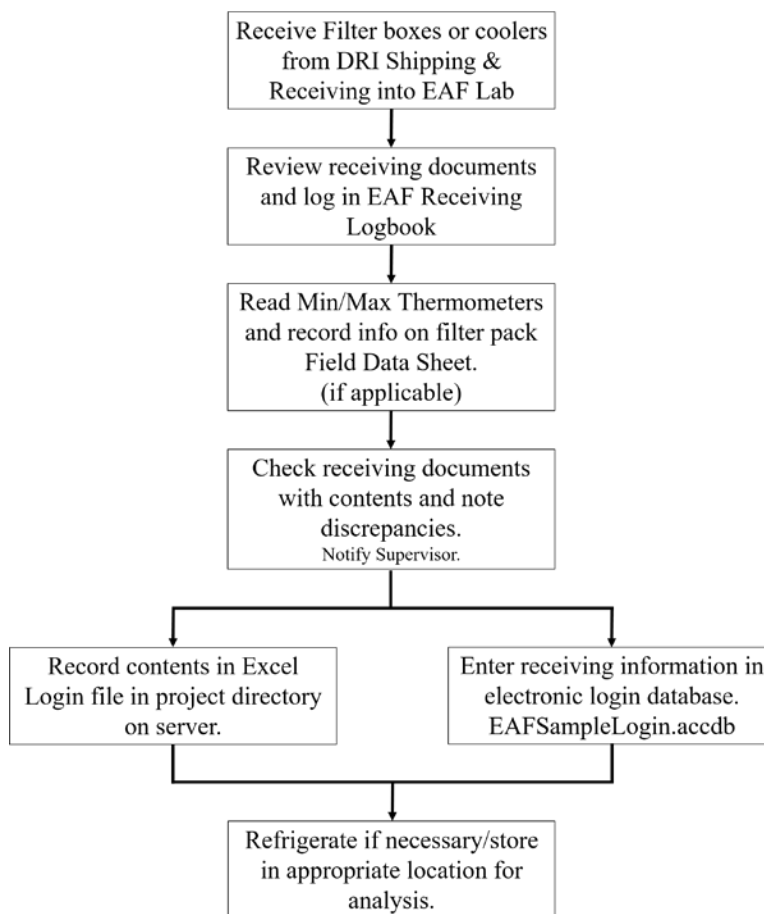 Receive Filter boxes or coolers
from DRI Shipping &
Receiving into EAF Lab
Review receiving documents
and log in EAF Receiving
Logbook
Read Min/Max Thermometers
and record info on filter pack
Field Data Sheet.
(if applicable)
Check receiving documents
with contents and note
discrepancies.
Notify Supervisor.
Record contents in Excel
Login file in project directory
on server.
Enter receiving information in
electronic login database.
EAFSampleLogin.accdb
Refrigerate if necessary/store
in appropriate location for
analysis.